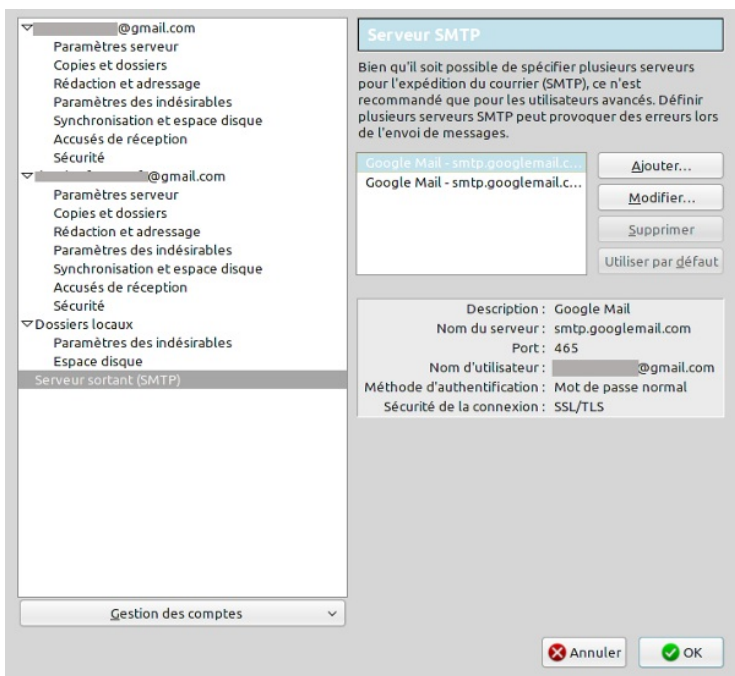 @gmail.com
Paramètres serveur
Copies et dossiers
Rédaction et adressage
Paramètres des indésirables
Synchronisation et espace disque
Accusés de réception
Sécurité
@gmail.com
Paramètres serveur
Copies et dossiers
Rédaction et adressage
Paramètres des indésirables
Synchronisation et espace disque
Accusés de réception
Sécurité
Dossiers locaux
Paramètres des indésirables
Espace disque
Serveur sortant (SMTP)
Gestion des comptes
Serveur SMTP
Bien qu'il soit possible de spécifier plusieurs serveurs
pour l'expédition du courrier (SMTP), ce n'est
recommandé que pour les utilisateurs avancés. Définir
plusieurs serveurs SMTP peut provoquer des erreurs lors
de l'envoi de messages.
Google Mail - smtp.googlemail.c...
Google Mail - smtp.googlemail.c...
Ajouter...
Modifier...
Supprimer
Utiliser par défaut
Description : Google Mail
Nom du serveur : smtp.googlemail.com
Port : 465
Nom d'utilisateur : @gmail.com
Méthode d'authentification : Mot de passe normal
Sécurité de la connexion : SSL/TLS
Annuler
OK